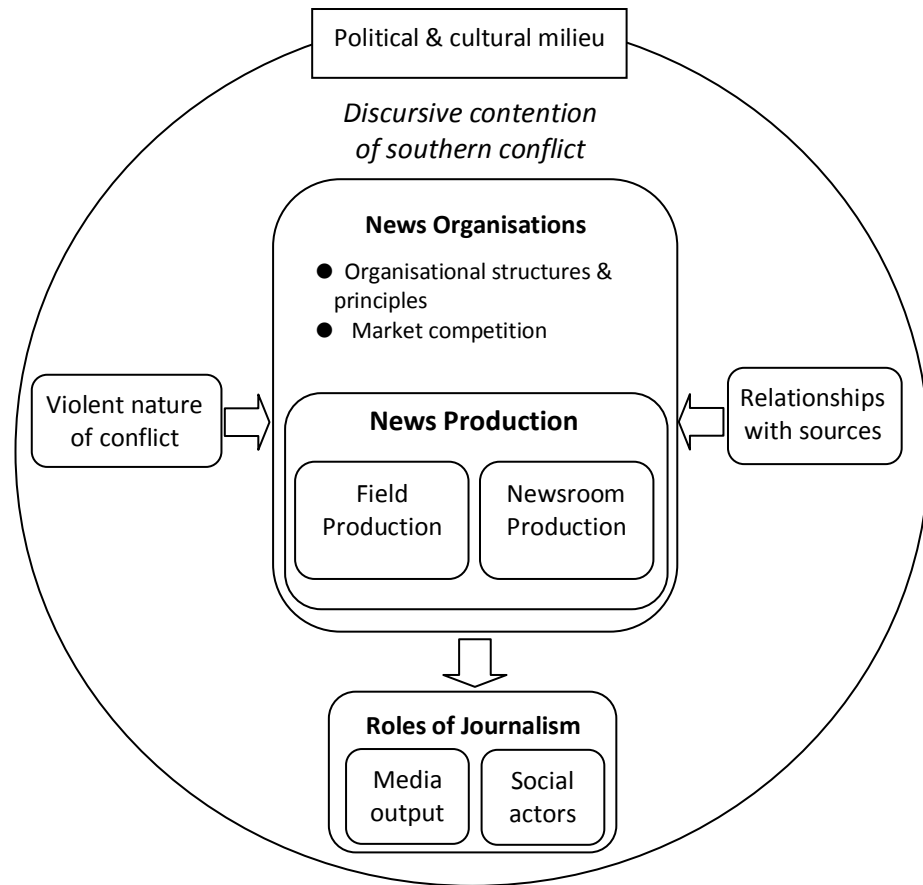 Political & cultural milieu
Discursive contention
of southern conflict
News Organisations
● Organisational structures &
principles
● Market competition
Violent nature
of conflict
Relationships
with sources
News Production
Field
Production
Newsroom
Production
Roles of Journalism
Media
output
Social
actors